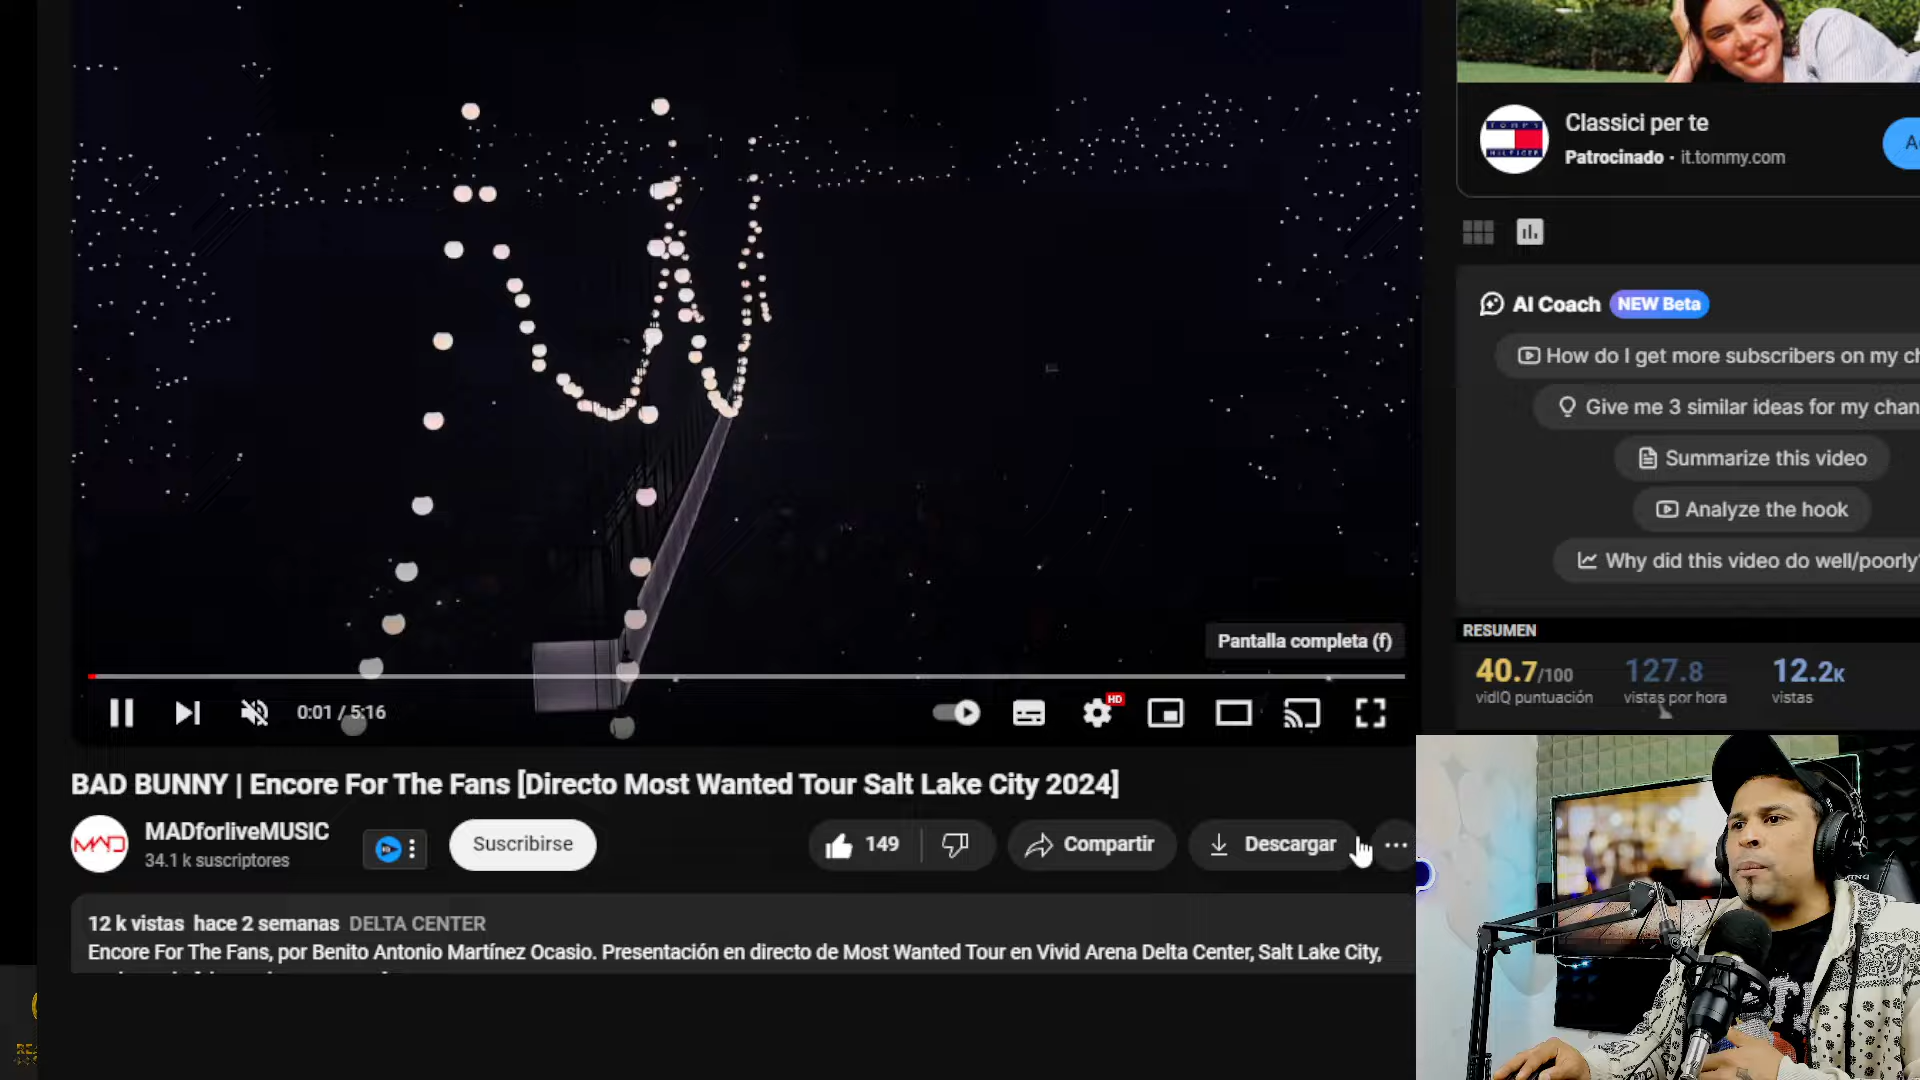 TOMMY
HILFIGER
Classici per te
Patrocinado · it.tommy.com
AI Coach NEW Beta
How do I get more subscribers on my ch
Give me 3 similar ideas for my chan
Summarize this video
Analyze the hook
Why did this video do well/poorly?
RESUMEN
40.7/100
127.8
12.2K
vidIQ puntuación
vistas por hora
vistas
Pantalla completa (f)
0:01 / 5:16
HD
BAD BUNNY | Encore For The Fans [Directo Most Wanted Tour Salt Lake City 2024]
MAD
MADforliveMUSIC
34.1 k suscriptores
Suscribirse
149
Compartir
Descargar
12 k vistas hace 2 semanas DELTA CENTER
Encore For The Fans, por Benito Antonio Martínez Ocasio. Presentación en directo de Most Wanted Tour en Vivid Arena Delta Center, Salt Lake City,